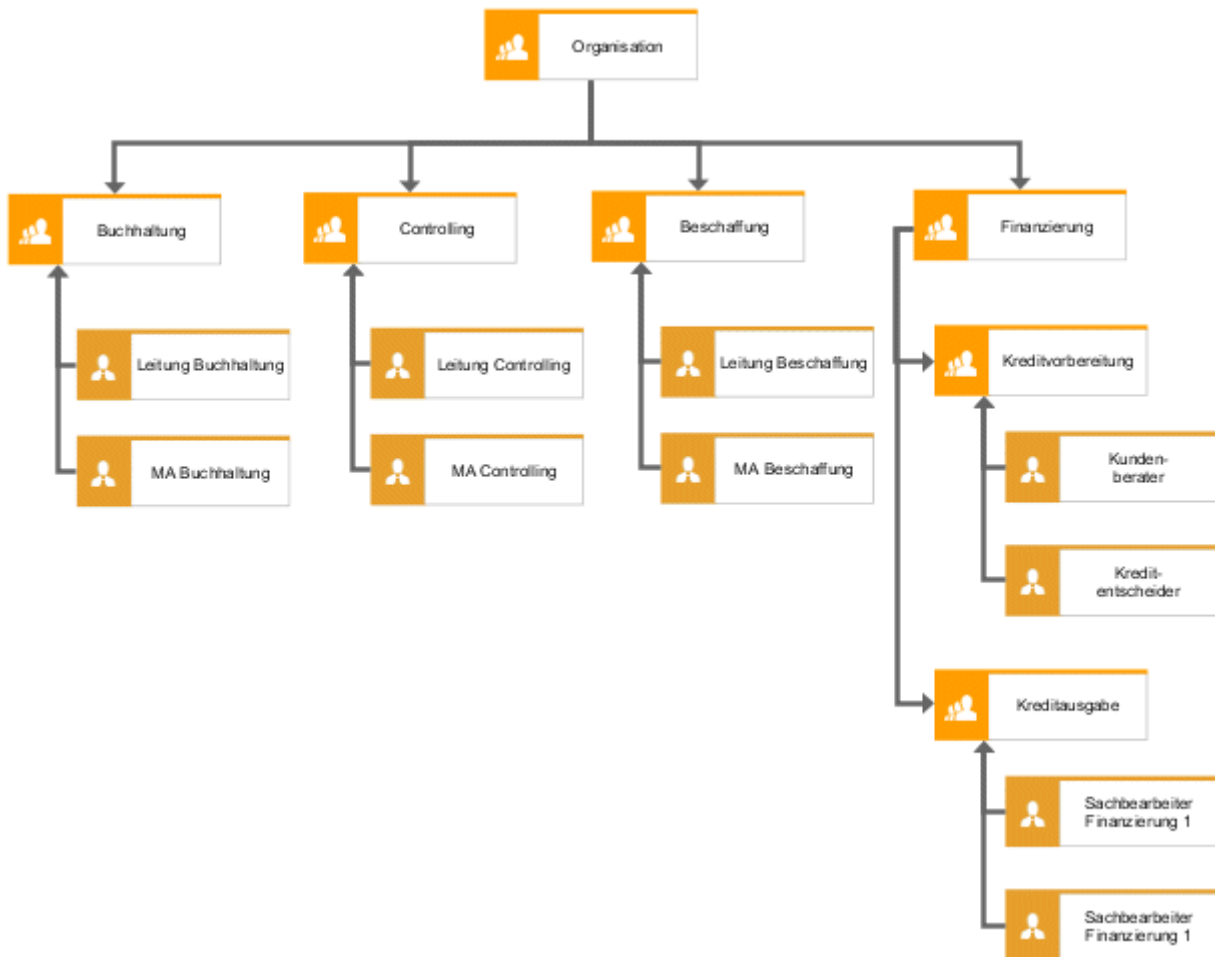 Organisation
Buchhaltung
Controlling
Beschaffung
Finanzierung
Leitung Buchhaltung
Leitung Controlling
Leitung Beschaffung
Kreditvorbereitung
MA Buchhaltung
MA Controlling
MA Beschaffung
Kunden-
berater
Kredit-
entscheider
Kreditausgabe
Sachbearbeiter
Finanzierung 1
Sachbearbeiter
Finanzierung 1